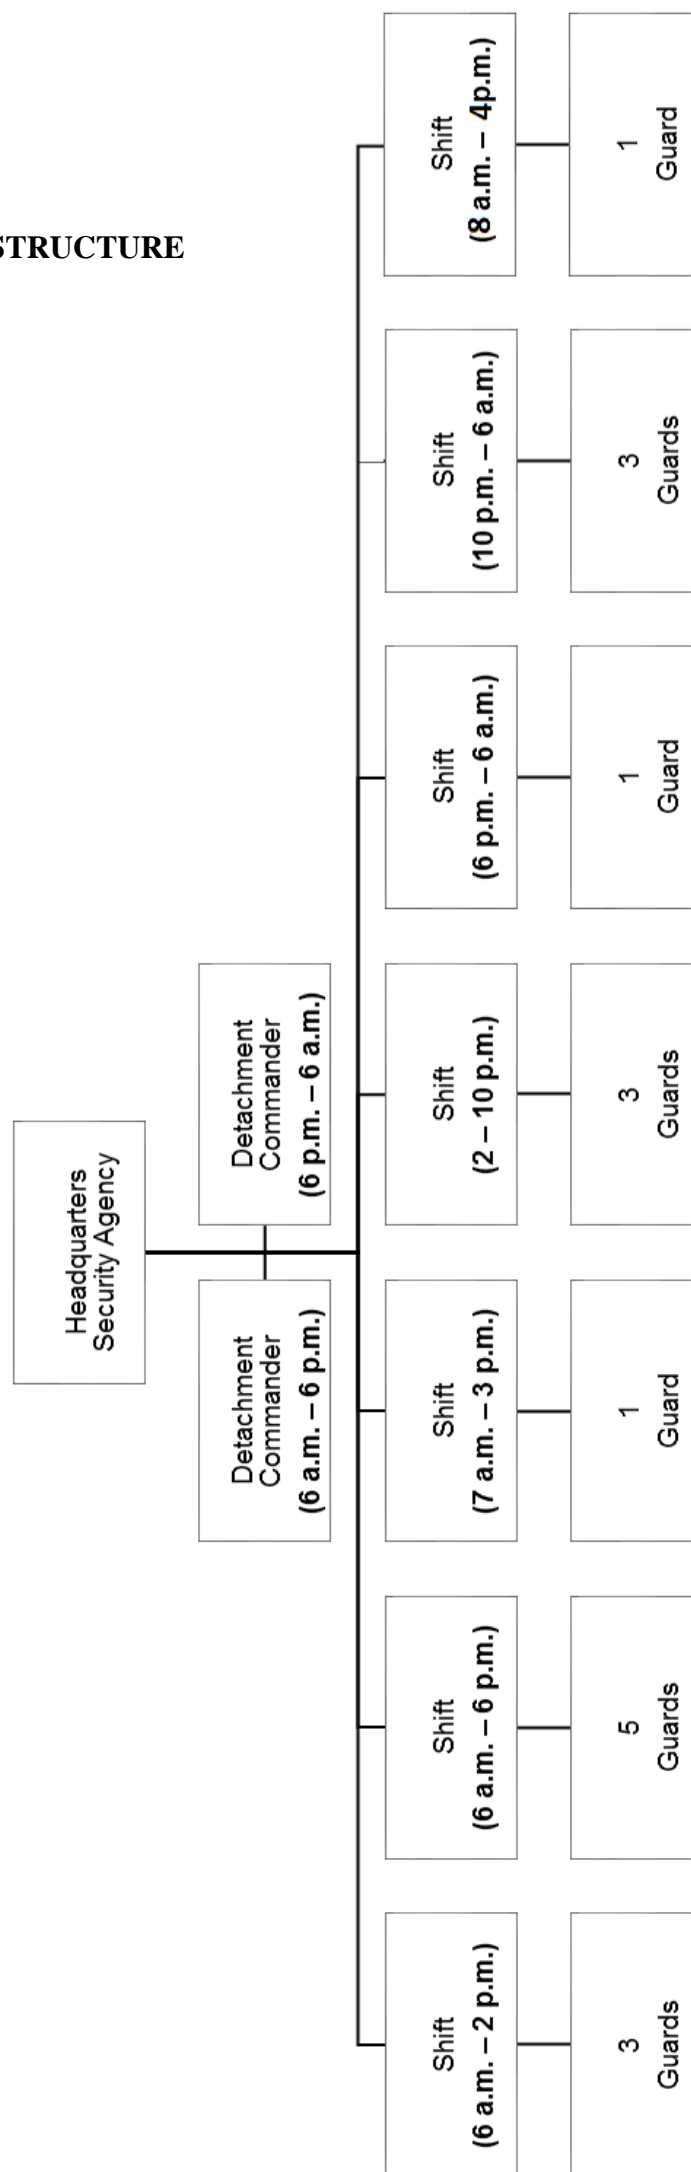 STRUCTURE
Headquarters
Security Agency
Detachment
Commander
(6 a.m. – 6 p.m.)
Detachment
Commander
(6 p.m. – 6 a.m.)
Shift
(6 a.m. – 2 p.m.)
Shift
(6 a.m. – 6 p.m.)
Shift
(7 a.m. – 3 p.m.)
Shift
(2 – 10 p.m.)
Shift
(6 p.m. – 6 a.m.)
Shift
(10 p.m. – 6 a.m.)
Shift
(8 a.m. – 4p.m.)
3
Guards
5
Guards
1
Guard
3
Guards
1
Guard
3
Guards
1
Guard